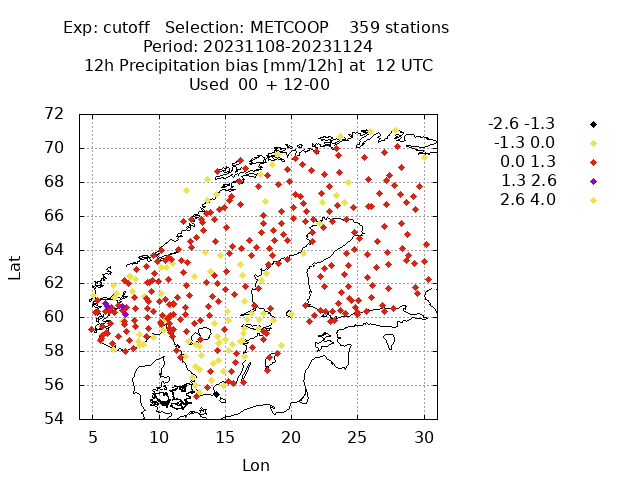 Exp: cutoff   Selection: METCOOP    359 stations
Period: 20231108-20231124
12h Precipitation bias [mm/12h] at  12 UTC
Used  00 + 12-00
-2.6 -1.3
-1.3 0.0
0.0 1.3
1.3 2.6
2.6 4.0
72
70
68
66
64
62
60
58
56
54
Lat
5 10 15 20 25 30
Lon